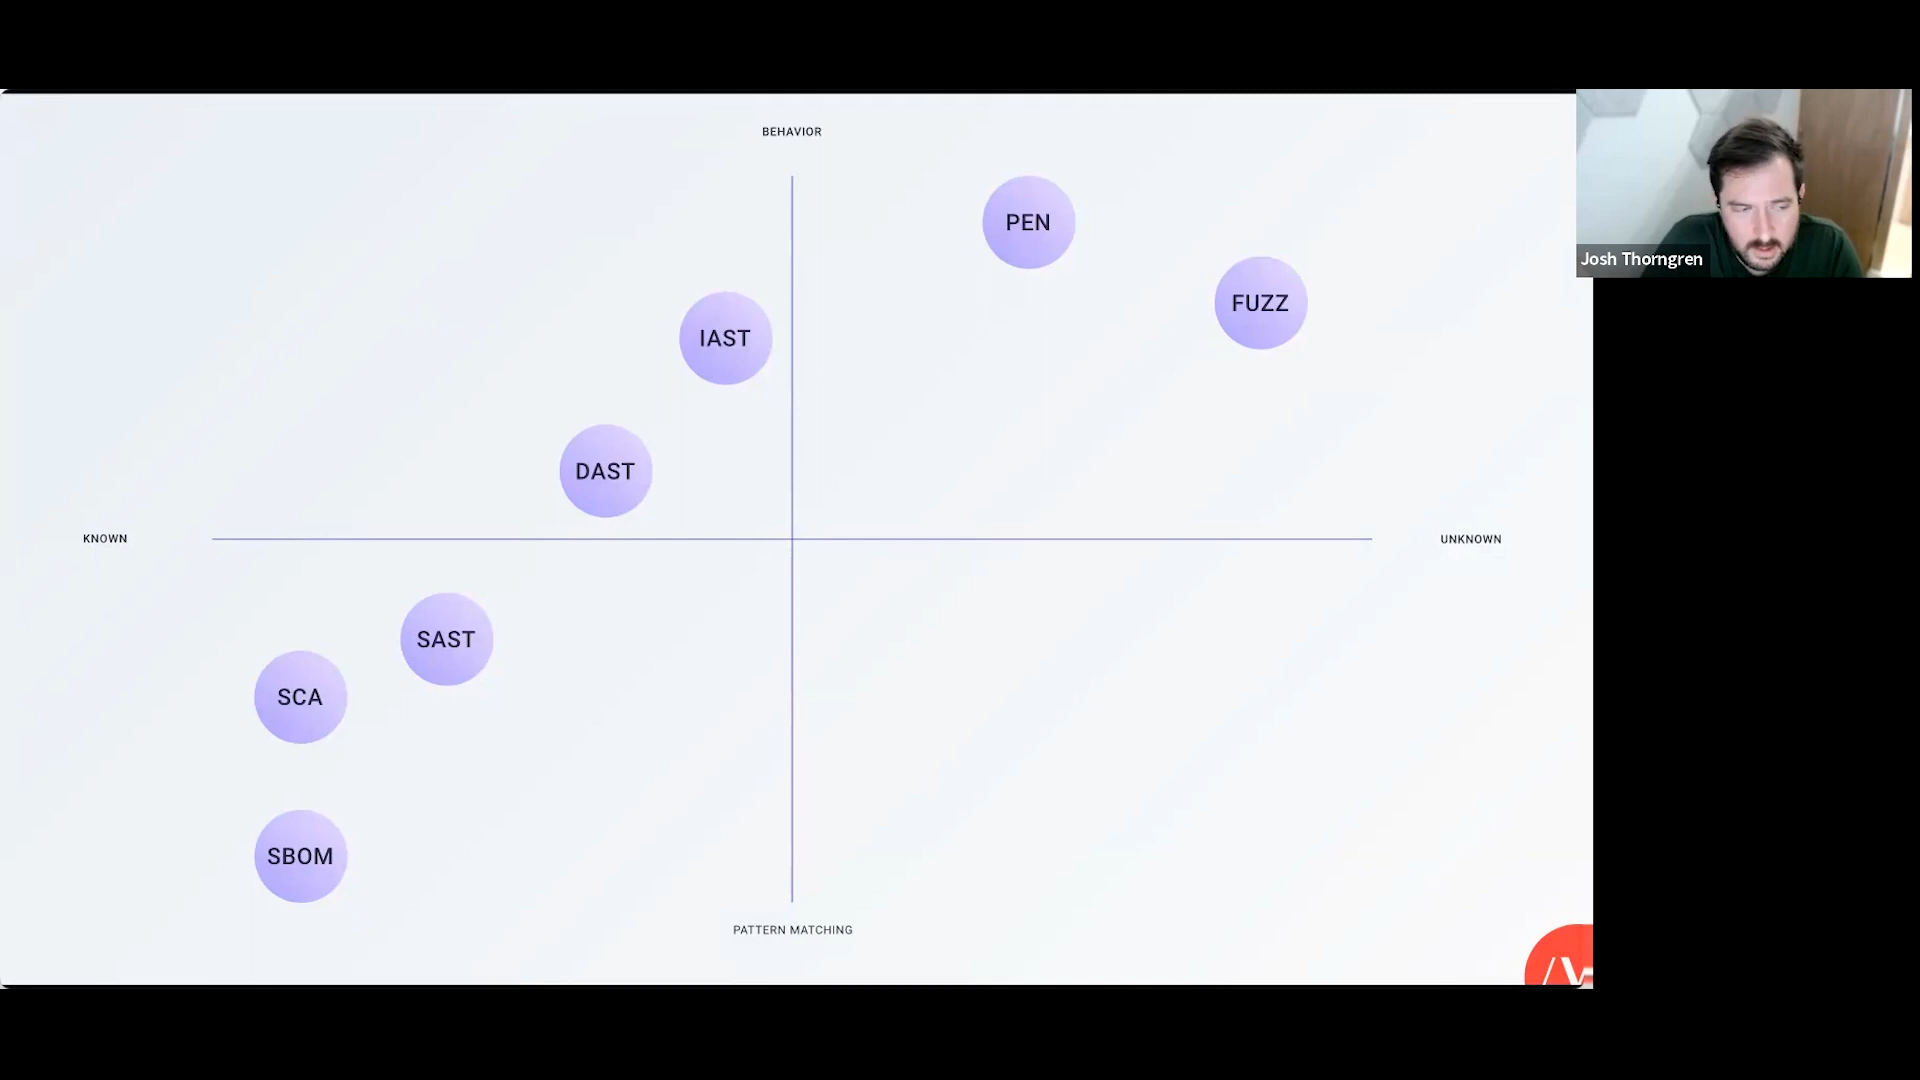 BEHAVIOR
PEN
FUZZ
Josh Thorngren
IAST
DAST
KNOWN
UNKNOWN
SAST
SCA
SBOM
PATTERN MATCHING